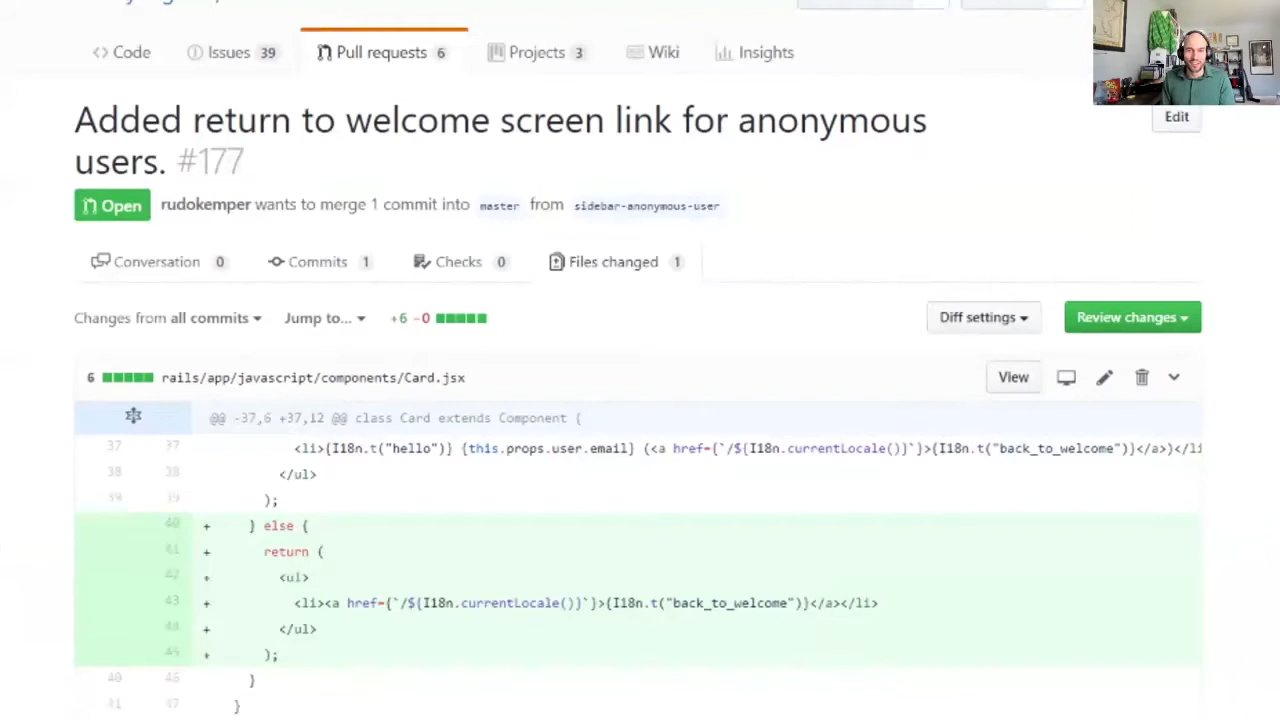 Code Issues 39 Pull requests 6 Projects 3 Wiki Insights
Added return to welcome screen link for anonymous
users. #177
Edit
Open rudokemper wants to merge 1 commit into master from sidebar-anonymous-user
Conversation 0 Commits 1 Checks 0 Files changed 1
Changes from all commits Jump to... +6 −0 Diff settings Review changes
6 rails/app/javascript/components/Card.jsx View
@@ -37,6 +37,12 @@ class Card extends Component {
37 37 <li>{I18n.t("hello")} {this.props.user.email} (<a href={`/${I18n.currentLocale()}`}>{I18n.t("back_to_welcome")}</a>)</li
38 38 </ul>
39 39 );
40 + } else {
41 + return (
42 + <ul>
43 + <li><a href={`/${I18n.currentLocale()}`}>{I18n.t("back_to_welcome")}</a></li>
44 + </ul>
45 + );
40 46 }
41 47 }